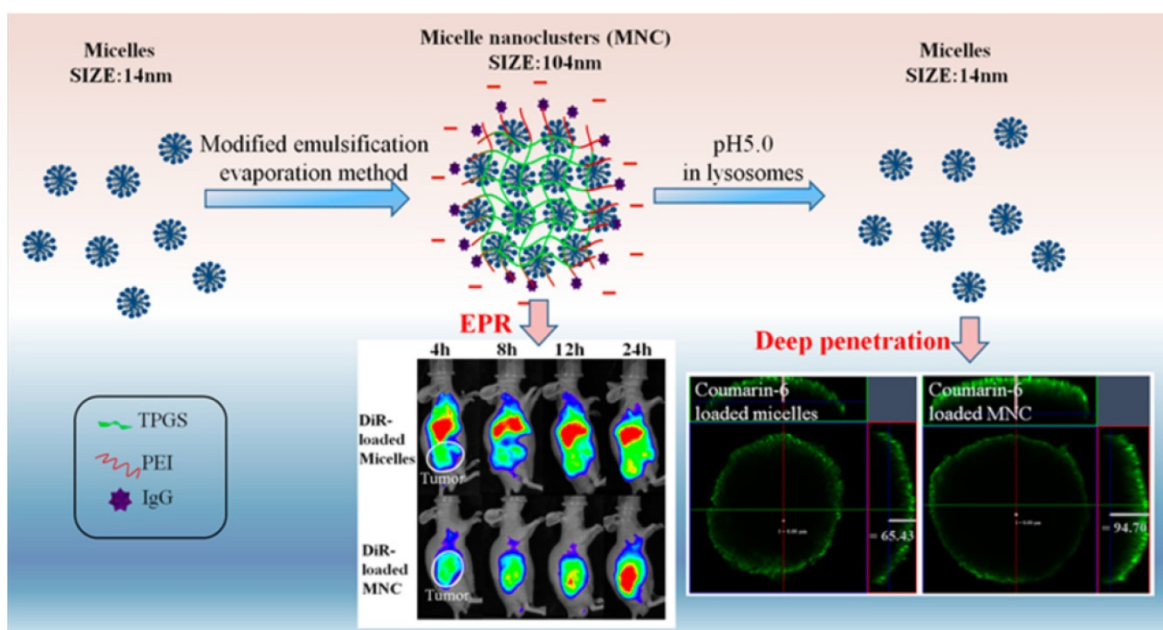 Micelles
SIZE:14nm
Micelle nanoclusters (MNC)
SIZE:104nm
Micelles
SIZE:14nm
Modified emulsification
evaporation method
pH5.0
in lysosomes
EPR
Deep penetration
4h 8h 12h 24h
DiR-
loaded
Micelles
Tumor
DiR-
loaded
MNC
Tumor
Coumarin-6
loaded micelles
= 65.43
Coumarin-6
loaded MNC
= 94.70
TPGS
PEI
IgG